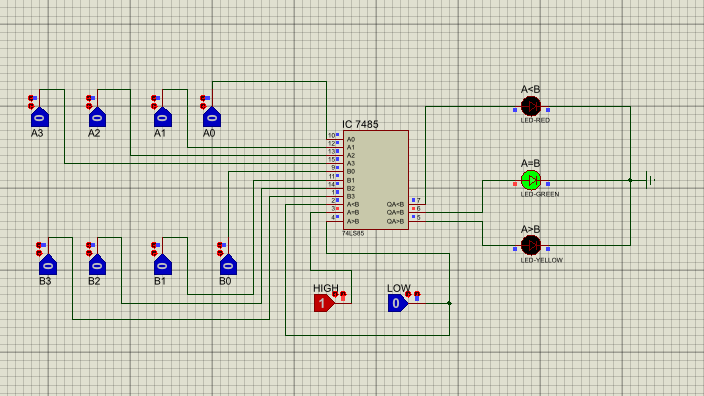 A<B
LED-RED
0 0 0 0
A3 A2 A1 A0
IC 7485
10 A0
12 A1
13 A2
15 A3
9 B0
11 B1
14 B2
1 B3
2 A<B QA<B 7
3 A=B QA=B 6
4 A>B QA>B 5
74LS85
A=B
LED-GREEN
A>B
LED-YELLOW
0 0 0 0
B3 B2 B1 B0
HIGH LOW
1 0